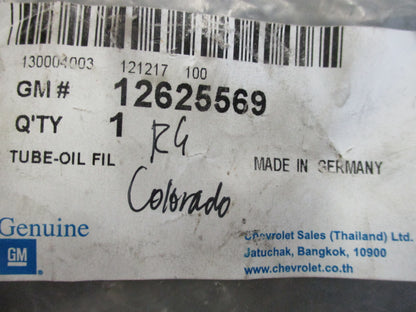 130004003 121217 100
GM # 12625569
Q'TY 1 RG
TUBE-OIL FIL MADE IN GERMANY
Colorado
Genuine
GM
Chevrolet Sales (Thailand) Ltd.
Jatuchak, Bangkok, 10900
www.chevrolet.co.th